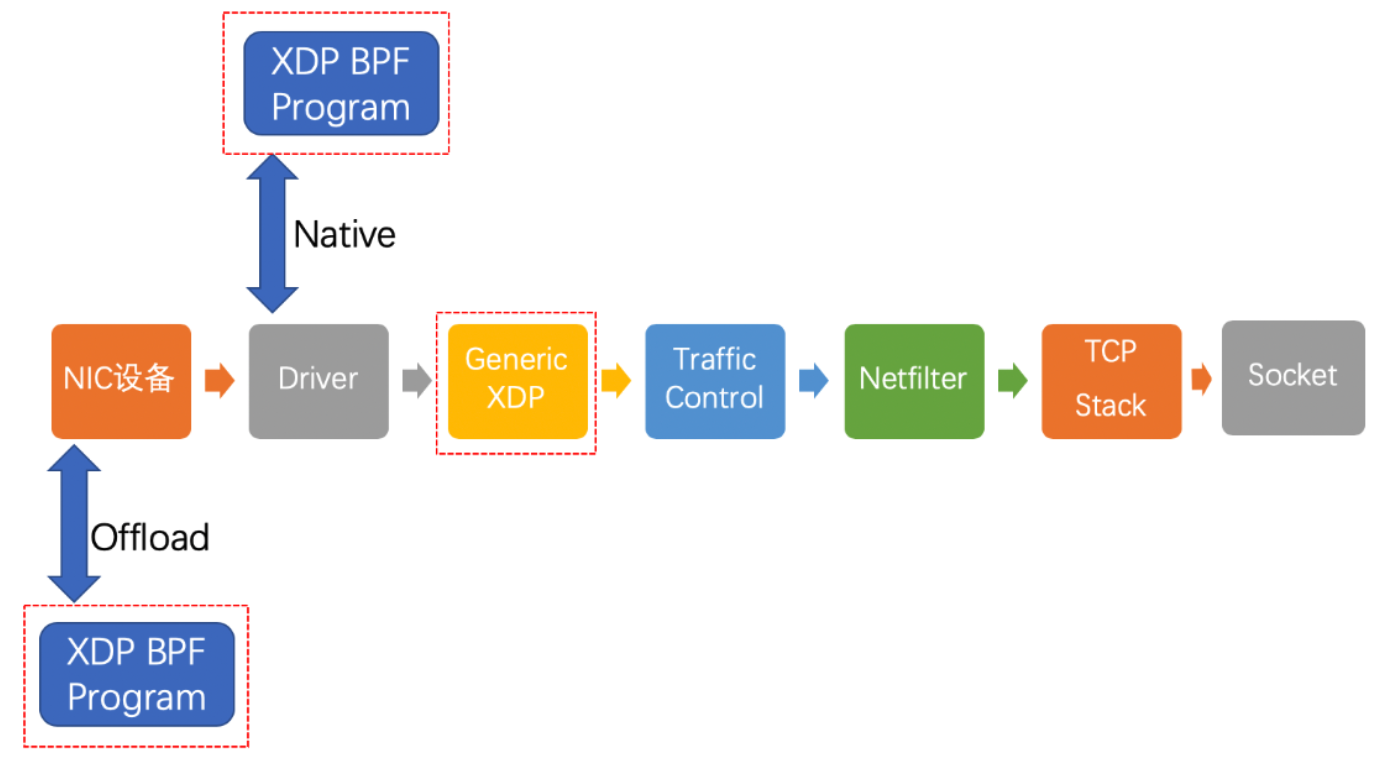 XDP BPF
Program
Native
NIC设备
Driver
Generic
XDP
Traffic
Control
Netfilter
TCP
Stack
Socket
Offload
XDP BPF
Program